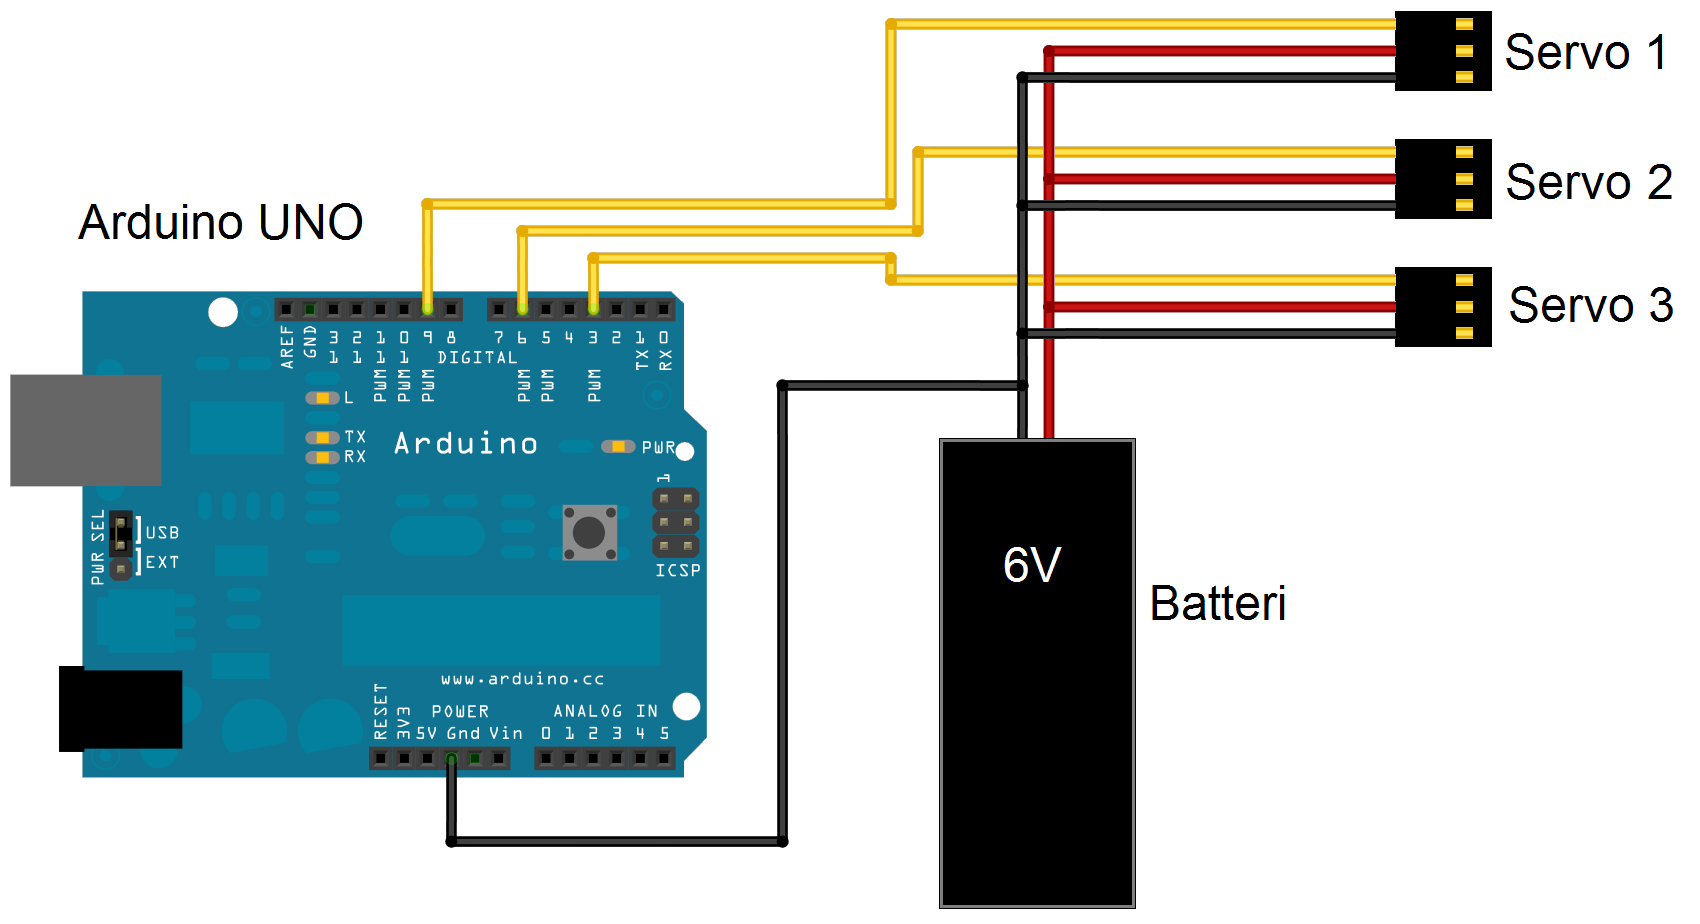 Servo 1
Servo 2
Arduino UNO
Servo 3
AREF
GND
13
12
11
10
9
8
7
6
5
4
3
2
1
0
DIGITAL
TX
RX
PWM
PWM
PWM
PWM
PWM
PWM
L
TX
RX
Arduino
PWR
1
PWR SEL
USB
EXT
ICSP
6V
Batteri
www.arduino.cc
RESET
3V3
POWER
ANALOG IN
5V Gnd Vin
0 1 2 3 4 5